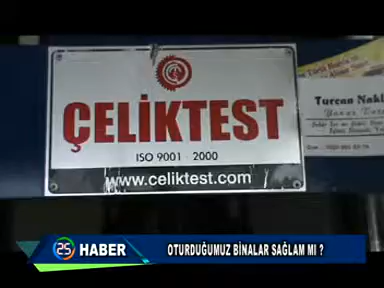 ÇELİKTEST
ISO 9001 - 2000
www.celiktest.com
Turcan Nakl
25 HABER
OTURDUĞUMUZ BİNALAR SAĞLAM MI ?